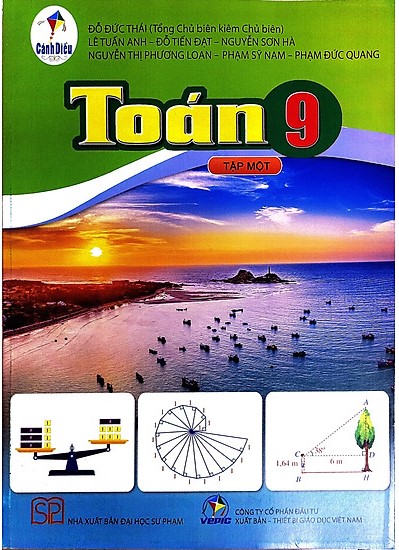 Cánh Diều
ĐỖ ĐỨC THÁI (Tổng Chủ biên kiêm Chủ biên)
LÊ TUẤN ANH – ĐỖ TIẾN ĐẠT – NGUYỄN SƠN HÀ
NGUYỄN THỊ PHƯƠNG LOAN – PHẠM SỸ NAM – PHẠM ĐỨC QUANG
Toán 9
TẬP MỘT
A
C
38°
D
1,64 m
6 m
B
H
NHÀ XUẤT BẢN ĐẠI HỌC SƯ PHẠM
VEPIC
CÔNG TY CỔ PHẦN ĐẦU TƯ
XUẤT BẢN – THIẾT BỊ GIÁO DỤC VIỆT NAM